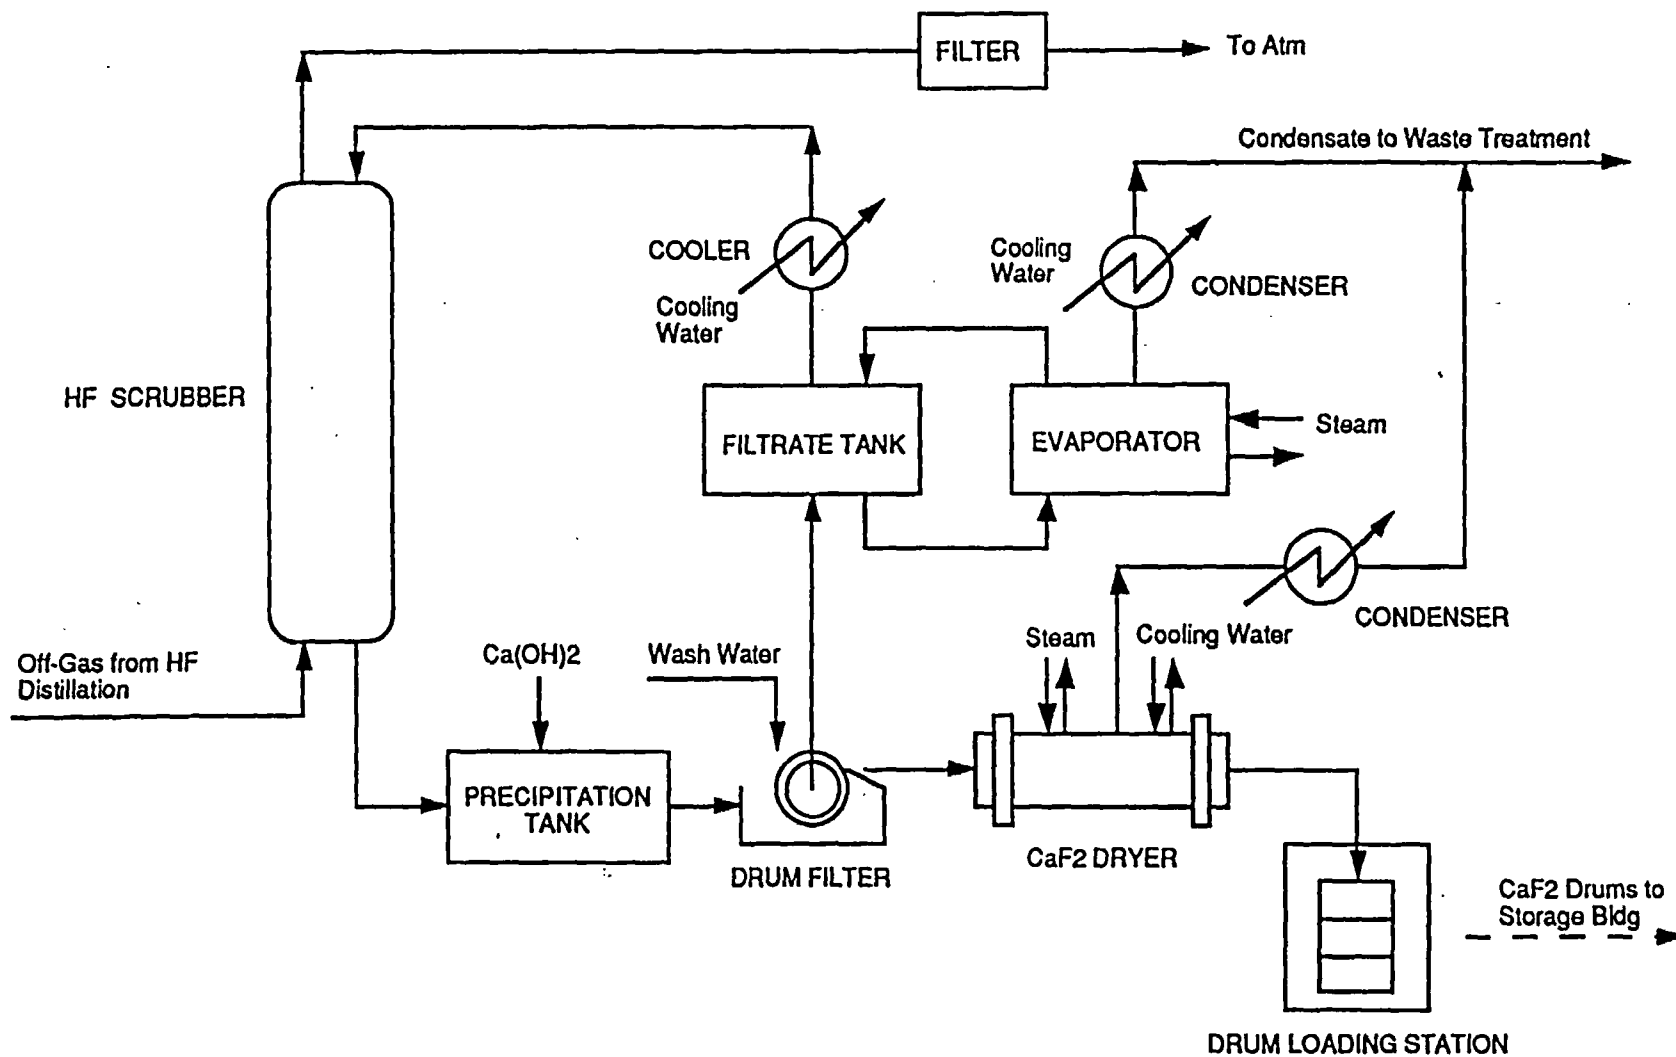 FILTER
To Atm
Condensate to Waste Treatment
COOLER
Cooling
Water
Cooling
Water
CONDENSER
HF SCRUBBER
FILTRATE TANK
EVAPORATOR
Steam
CONDENSER
Off-Gas from HF
Distillation
Ca(OH)2
Wash Water
Steam
Cooling Water
PRECIPITATION
TANK
DRUM FILTER
CaF2 DRYER
CaF2 Drums to
Storage Bldg
DRUM LOADING STATION